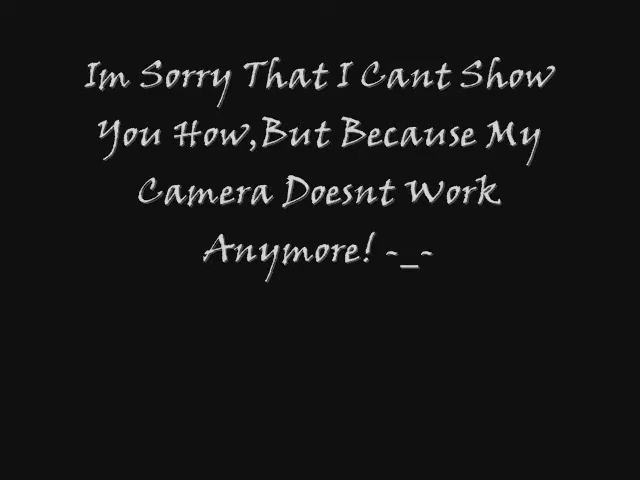 Im Sorry That I Cant Show
You How,But Because My
Camera Doesnt Work
Anymore! -_-